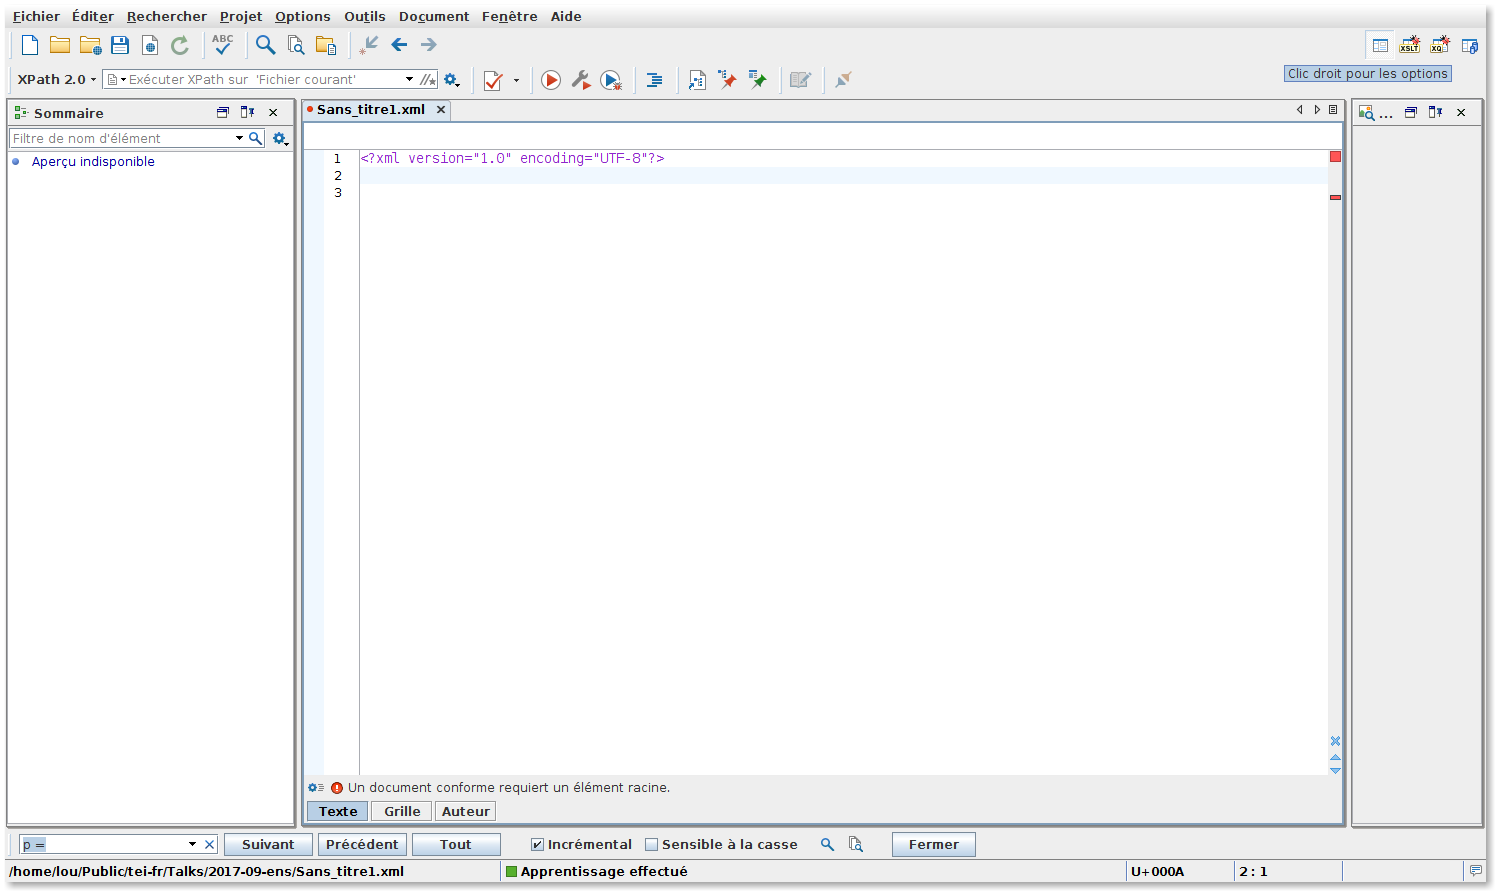 Fichier Éditer Rechercher Projet Options Outils Document Fenêtre Aide
ABC
XSLT XQ
XPath 2.0 Exécuter XPath sur 'Fichier courant'
Clic droit pour les options
Sommaire
Sans_titre1.xml
...
Filtre de nom d'élément
Aperçu indisponible
1 <?xml version="1.0" encoding="UTF-8"?>
2
3
Un document conforme requiert un élément racine.
Texte Grille Auteur
p = Suivant Précédent Tout Incrémental Sensible à la casse Fermer
/home/lou/Public/tei-fr/Talks/2017-09-ens/Sans_titre1.xml Apprentissage effectué U+000A 2 : 1